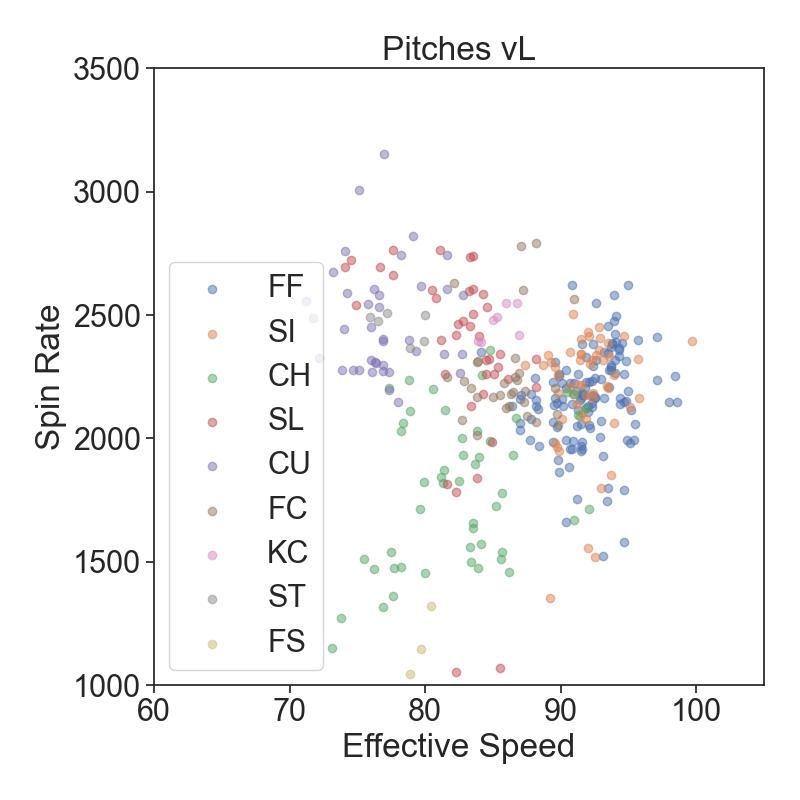 Pitches vL
3500
3000
2500
2000
1500
1000
Spin Rate
FF
SI
CH
SL
CU
FC
KC
ST
FS
60 70 80 90 100
Effective Speed